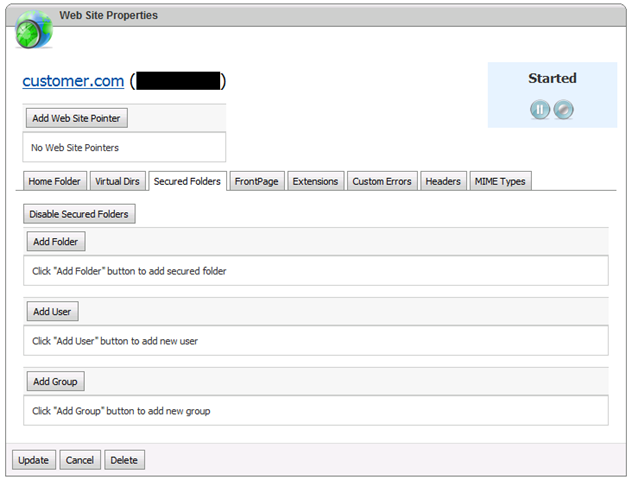 Web Site Properties
customer.com ( )
Started
Add Web Site Pointer
No Web Site Pointers
Home Folder Virtual Dirs Secured Folders FrontPage Extensions Custom Errors Headers MIME Types
Disable Secured Folders
Add Folder
Click "Add Folder" button to add secured folder
Add User
Click "Add User" button to add new user
Add Group
Click "Add Group" button to add new group
Update Cancel Delete